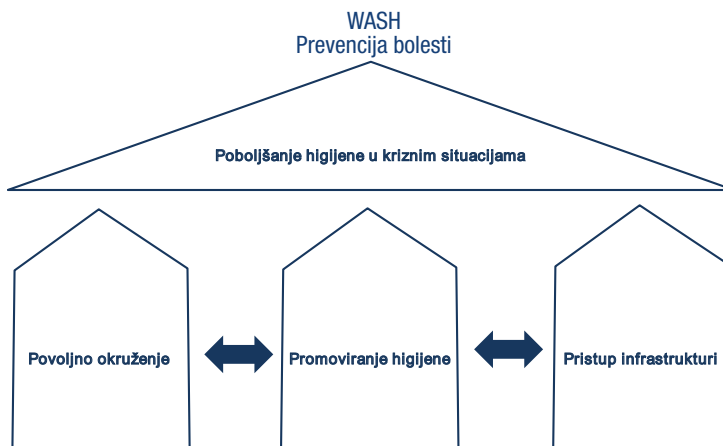 WASH
Prevencija bolesti
Poboljšanje higijene u kriznim situacijama
Povoljno okruženje
Promoviranje higijene
Pristup infrastrukturi